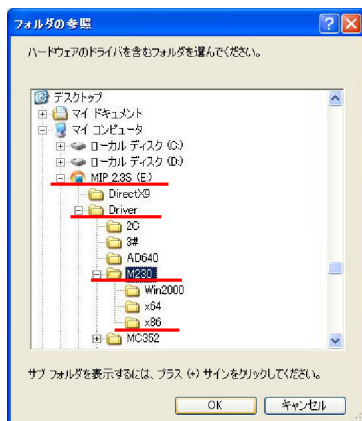 フォルダの参照
ハードウェアのドライバを含むフォルダを選んでください。
デスクトップ
マイ ドキュメント
マイ コンピュータ
ローカル ディスク (C:)
ローカル ディスク (D:)
MIP 2.3S (E:)
DirectX9
Driver
2C
3#
AD640
M230
Win2000
x64
x86
MC352
サブ フォルダを表示するには、プラス (+) サインをクリックしてください。
OK キャンセル